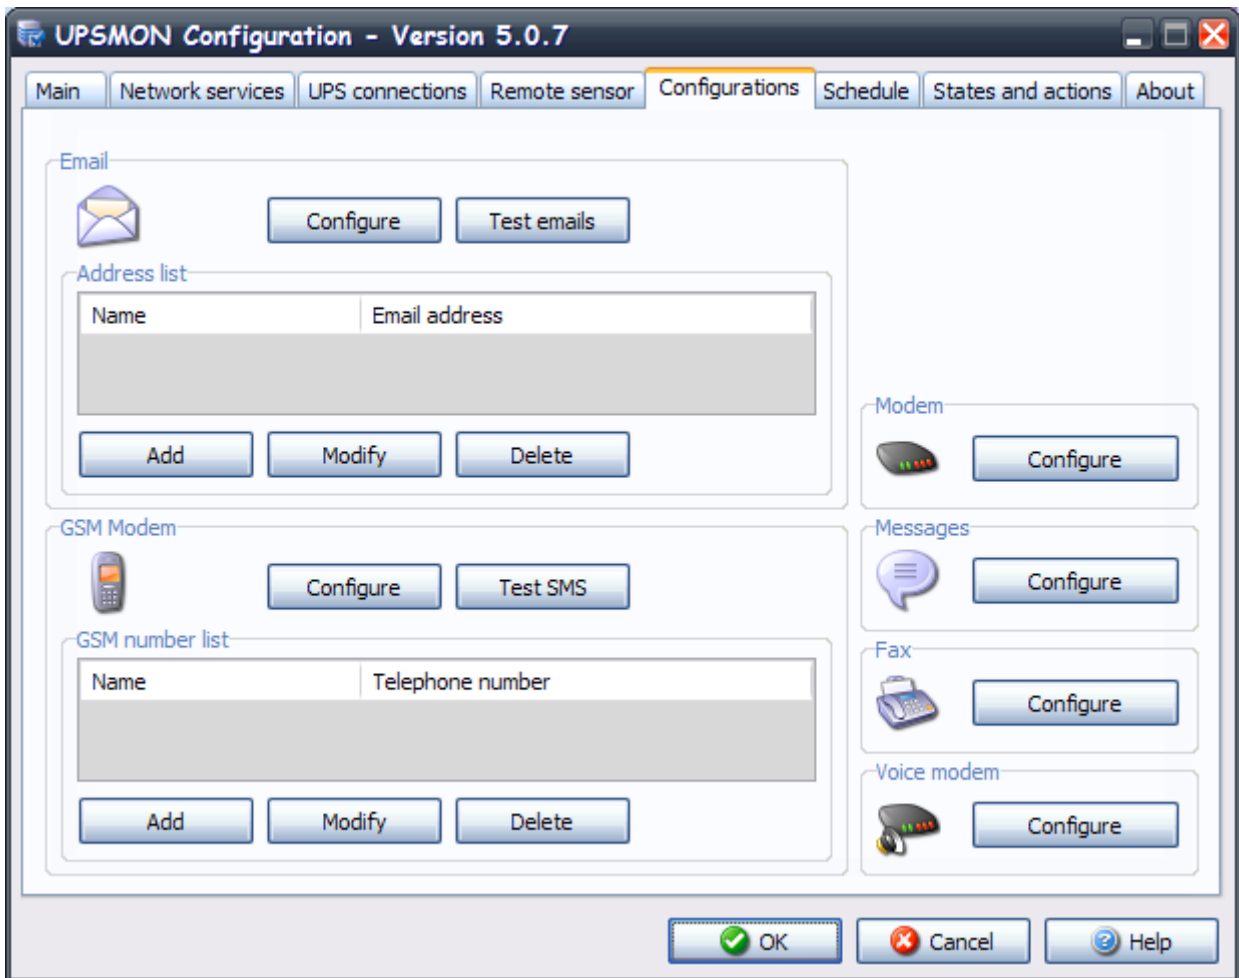 UPSMON Configuration - Version 5.0.7
Main Network services UPS connections Remote sensor Configurations Schedule States and actions About
Email
Configure Test emails
Address list
Name Email address
Add Modify Delete
GSM Modem
Configure Test SMS
GSM number list
Name Telephone number
Add Modify Delete
Modem
Configure
Messages
Configure
Fax
Configure
Voice modem
Configure
OK Cancel Help